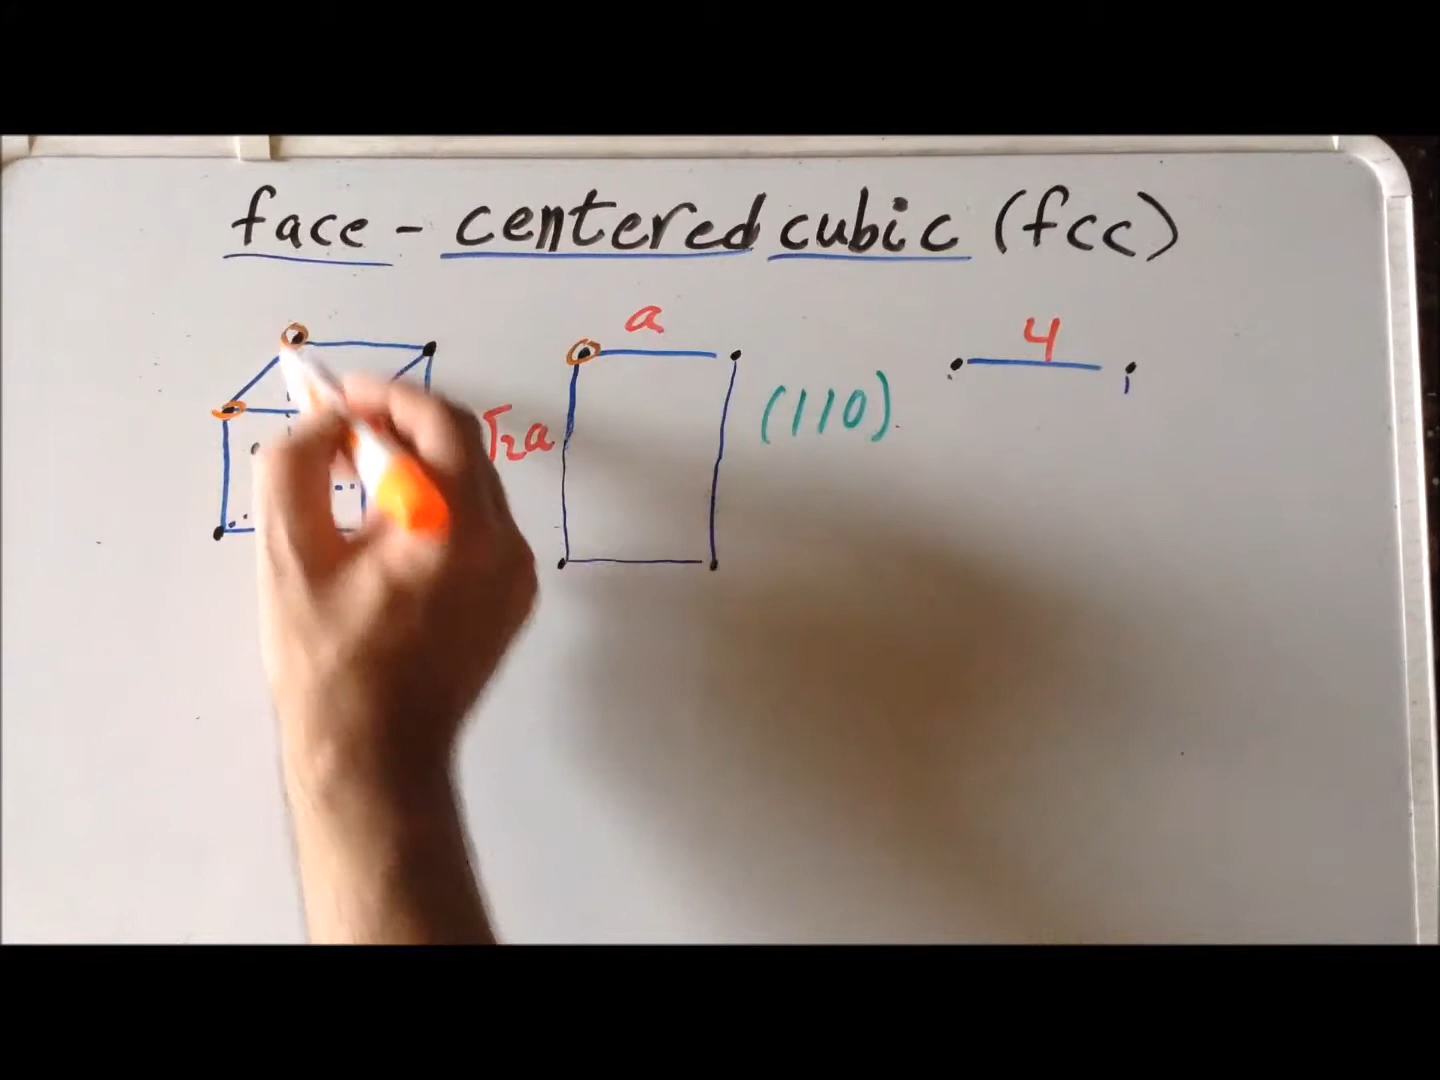 face - centered cubic (fcc)
a
4
√2a
(110)